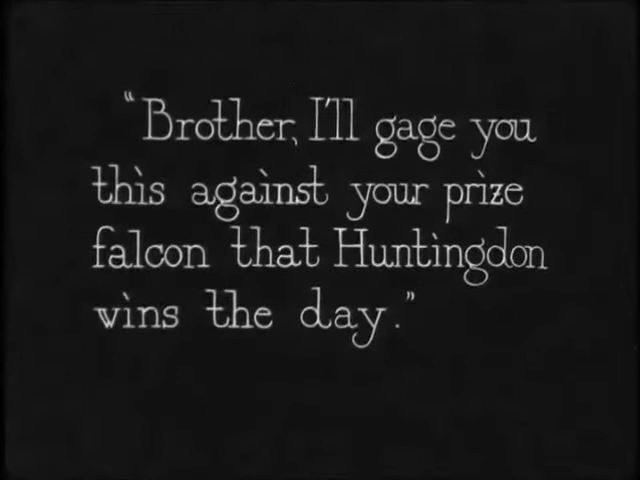 "Brother, I'll gage you
this against your prize
falcon that Huntingdon
wins the day."